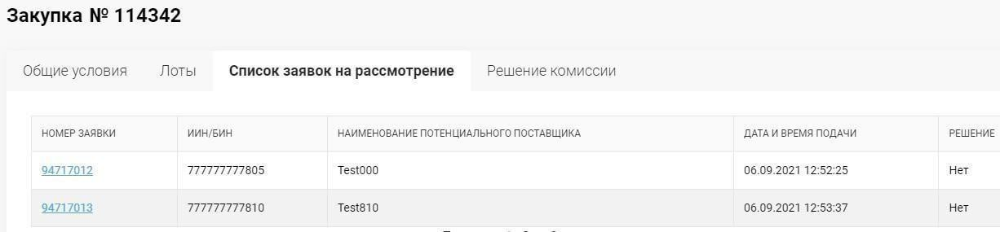 Закупка № 114342
Общие условия Лоты Список заявок на рассмотрение Решение комиссии
НОМЕР ЗАЯВКИ ИИН/БИН НАИМЕНОВАНИЕ ПОТЕНЦИАЛЬНОГО ПОСТАВЩИКА ДАТА И ВРЕМЯ ПОДАЧИ РЕШЕНИЕ
94717012 777777777805 Test000 06.09.2021 12:52:25 Нет
94717013 777777777810 Test810 06.09.2021 12:53:37 Нет